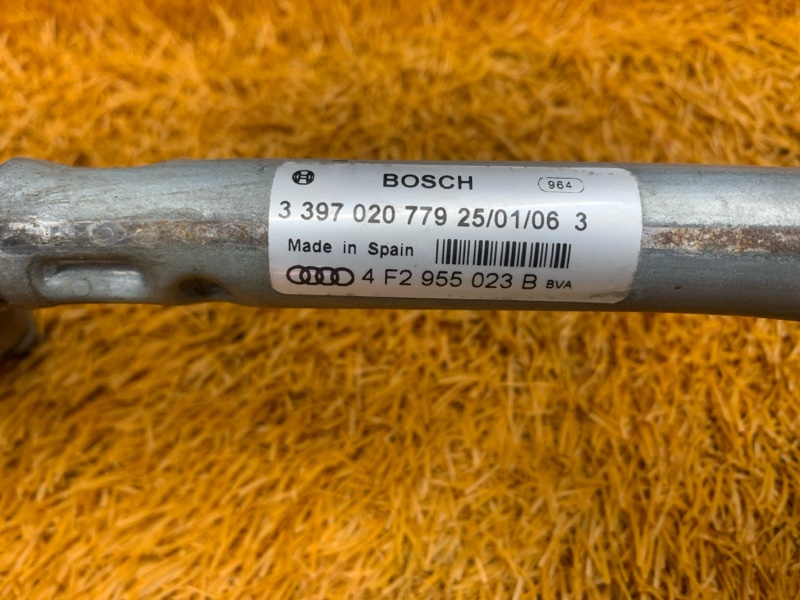 BOSCH 964
3 397 020 779 25/01/06 3
Made in Spain
4 F2 955 023 B BVA